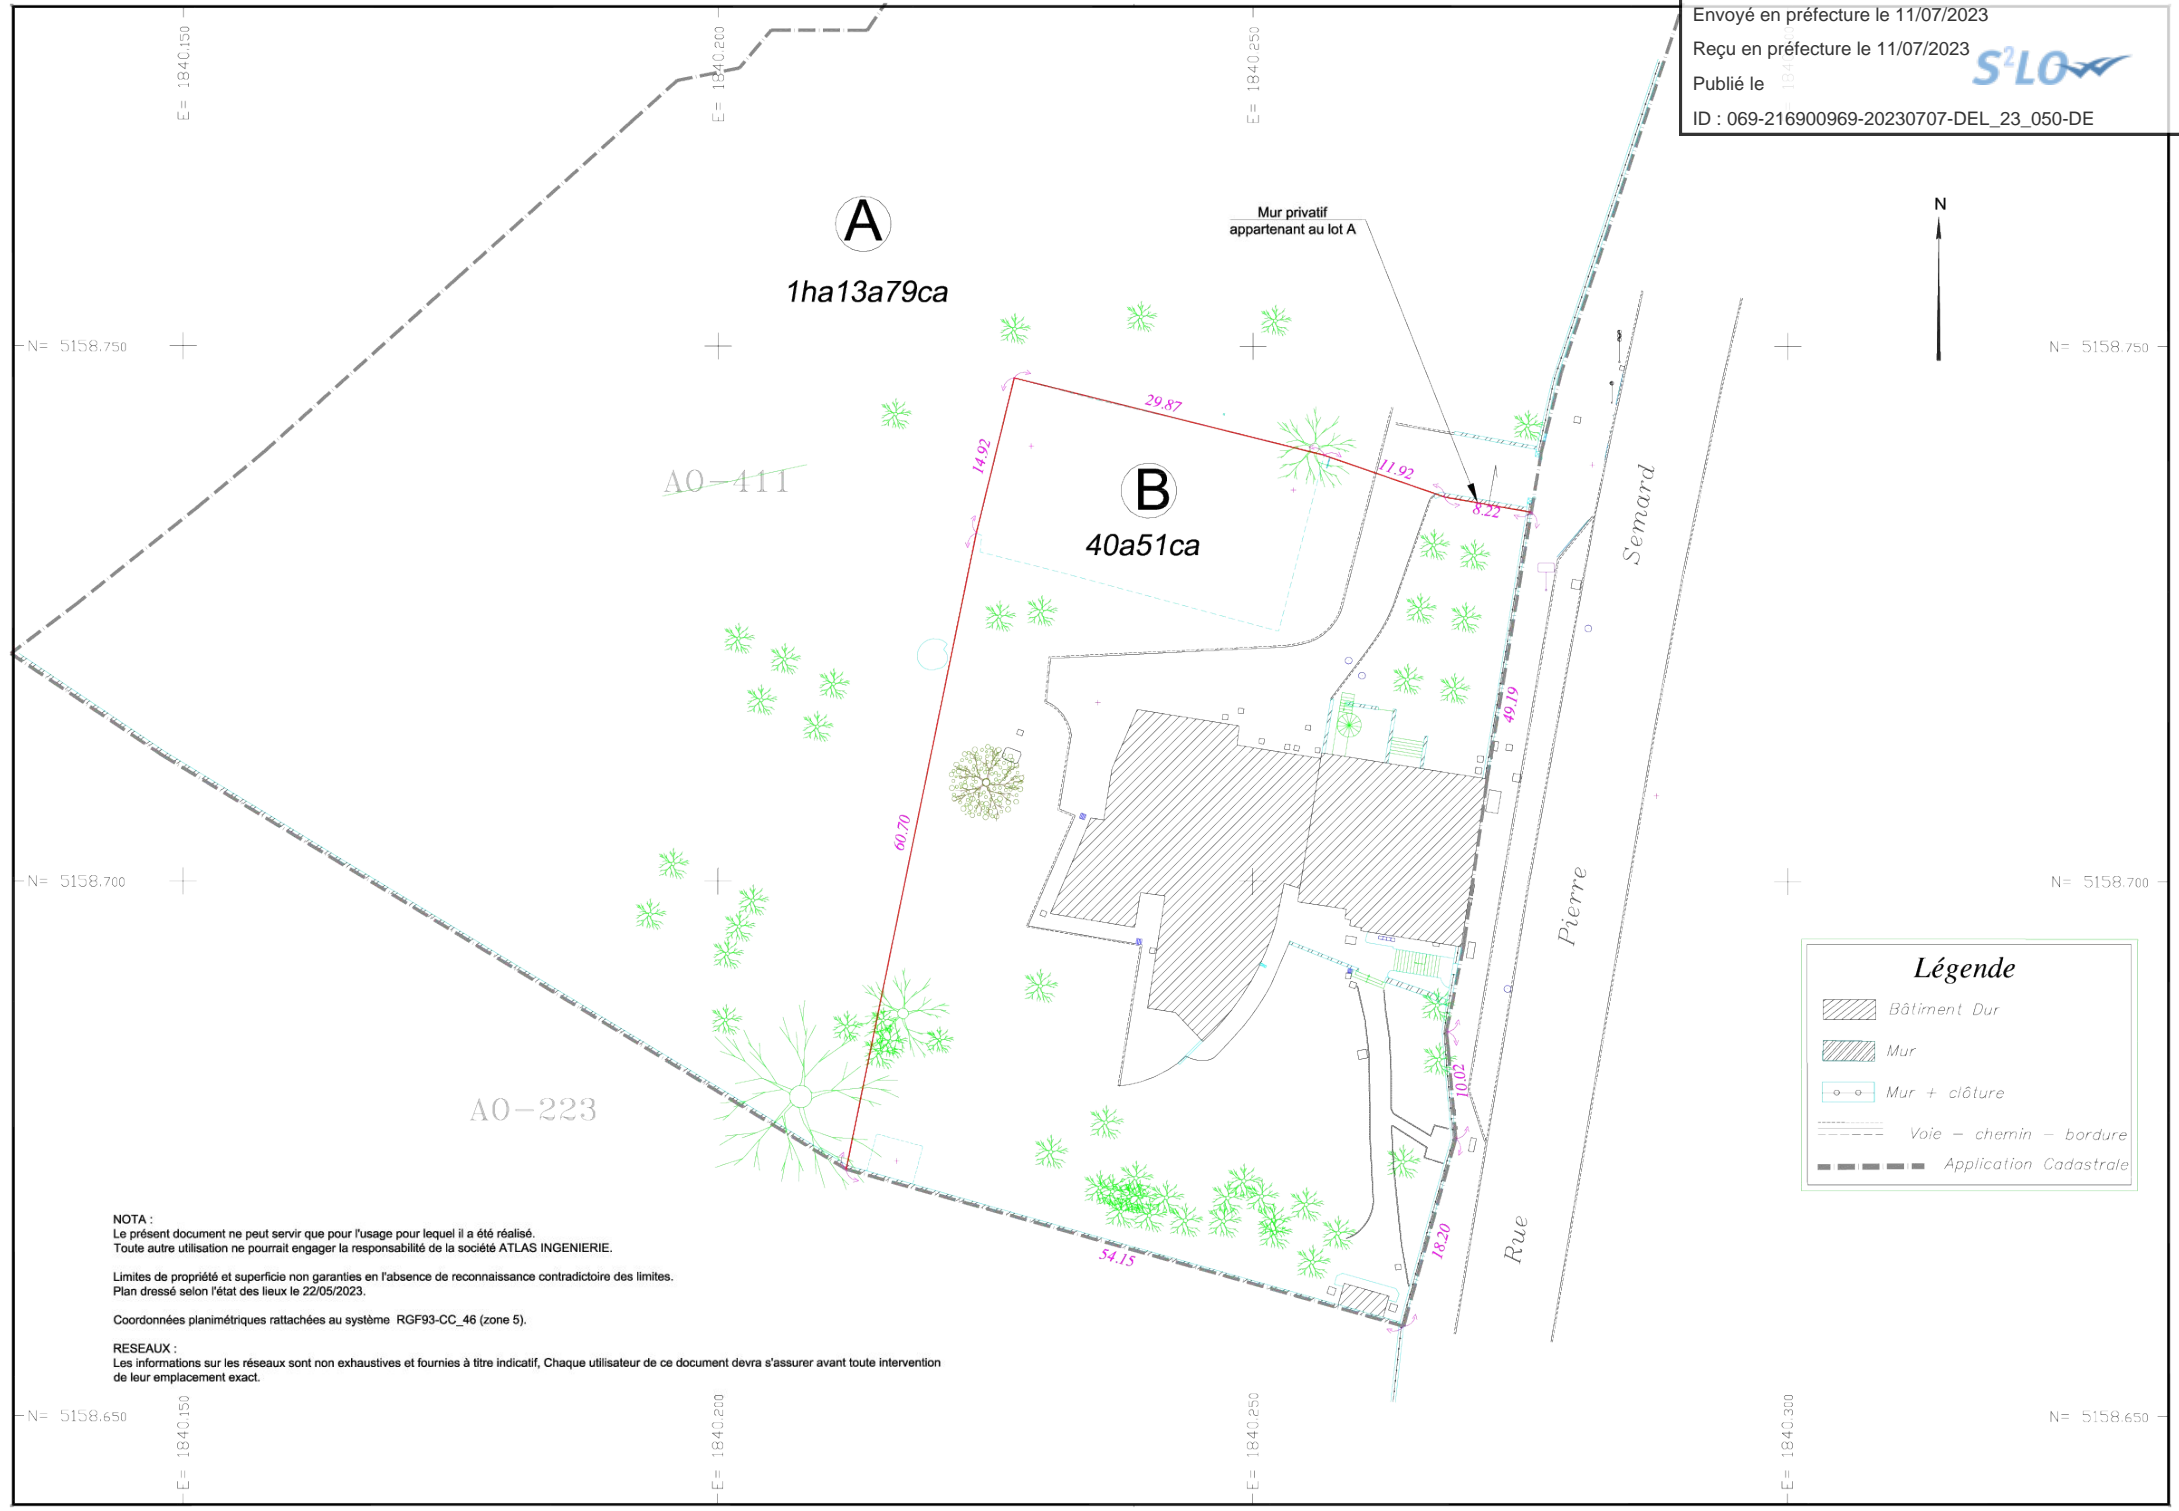 Envoyé en préfecture le 11/07/2023
Reçu en préfecture le 11/07/2023
Publié le
S²LO
ID : 069-216900969-20230707-DEL_23_050-DE
E= 1840.150
E= 1840.200
E= 1840.250
N
A
1ha13a79ca
Mur privatif
appartenant au lot A
N= 5158.750
N= 5158.750
29.87
14.92
11.92
8.22
AO-411
B
40a51ca
Semard
49.19
60.70
N= 5158.700
N= 5158.700
Pierre
10.02
AO-223
Rue
18.20
54.15
Légende
Bâtiment Dur
Mur
Mur + clôture
Voie - chemin - bordure
Application Cadastrale
NOTA :
Le présent document ne peut servir que pour l'usage pour lequel il a été réalisé.
Toute autre utilisation ne pourrait engager la responsabilité de la société ATLAS INGENIERIE.
Limites de propriété et superficie non garanties en l'absence de reconnaissance contradictoire des limites.
Plan dressé selon l'état des lieux le 22/05/2023.
Coordonnées planimétriques rattachées au système RGF93-CC_46 (zone 5).
RESEAUX :
Les informations sur les réseaux sont non exhaustives et fournies à titre indicatif, Chaque utilisateur de ce document devra s'assurer avant toute intervention
de leur emplacement exact.
N= 5158.650
N= 5158.650
E= 1840.150
E= 1840.200
E= 1840.250
E= 1840.300